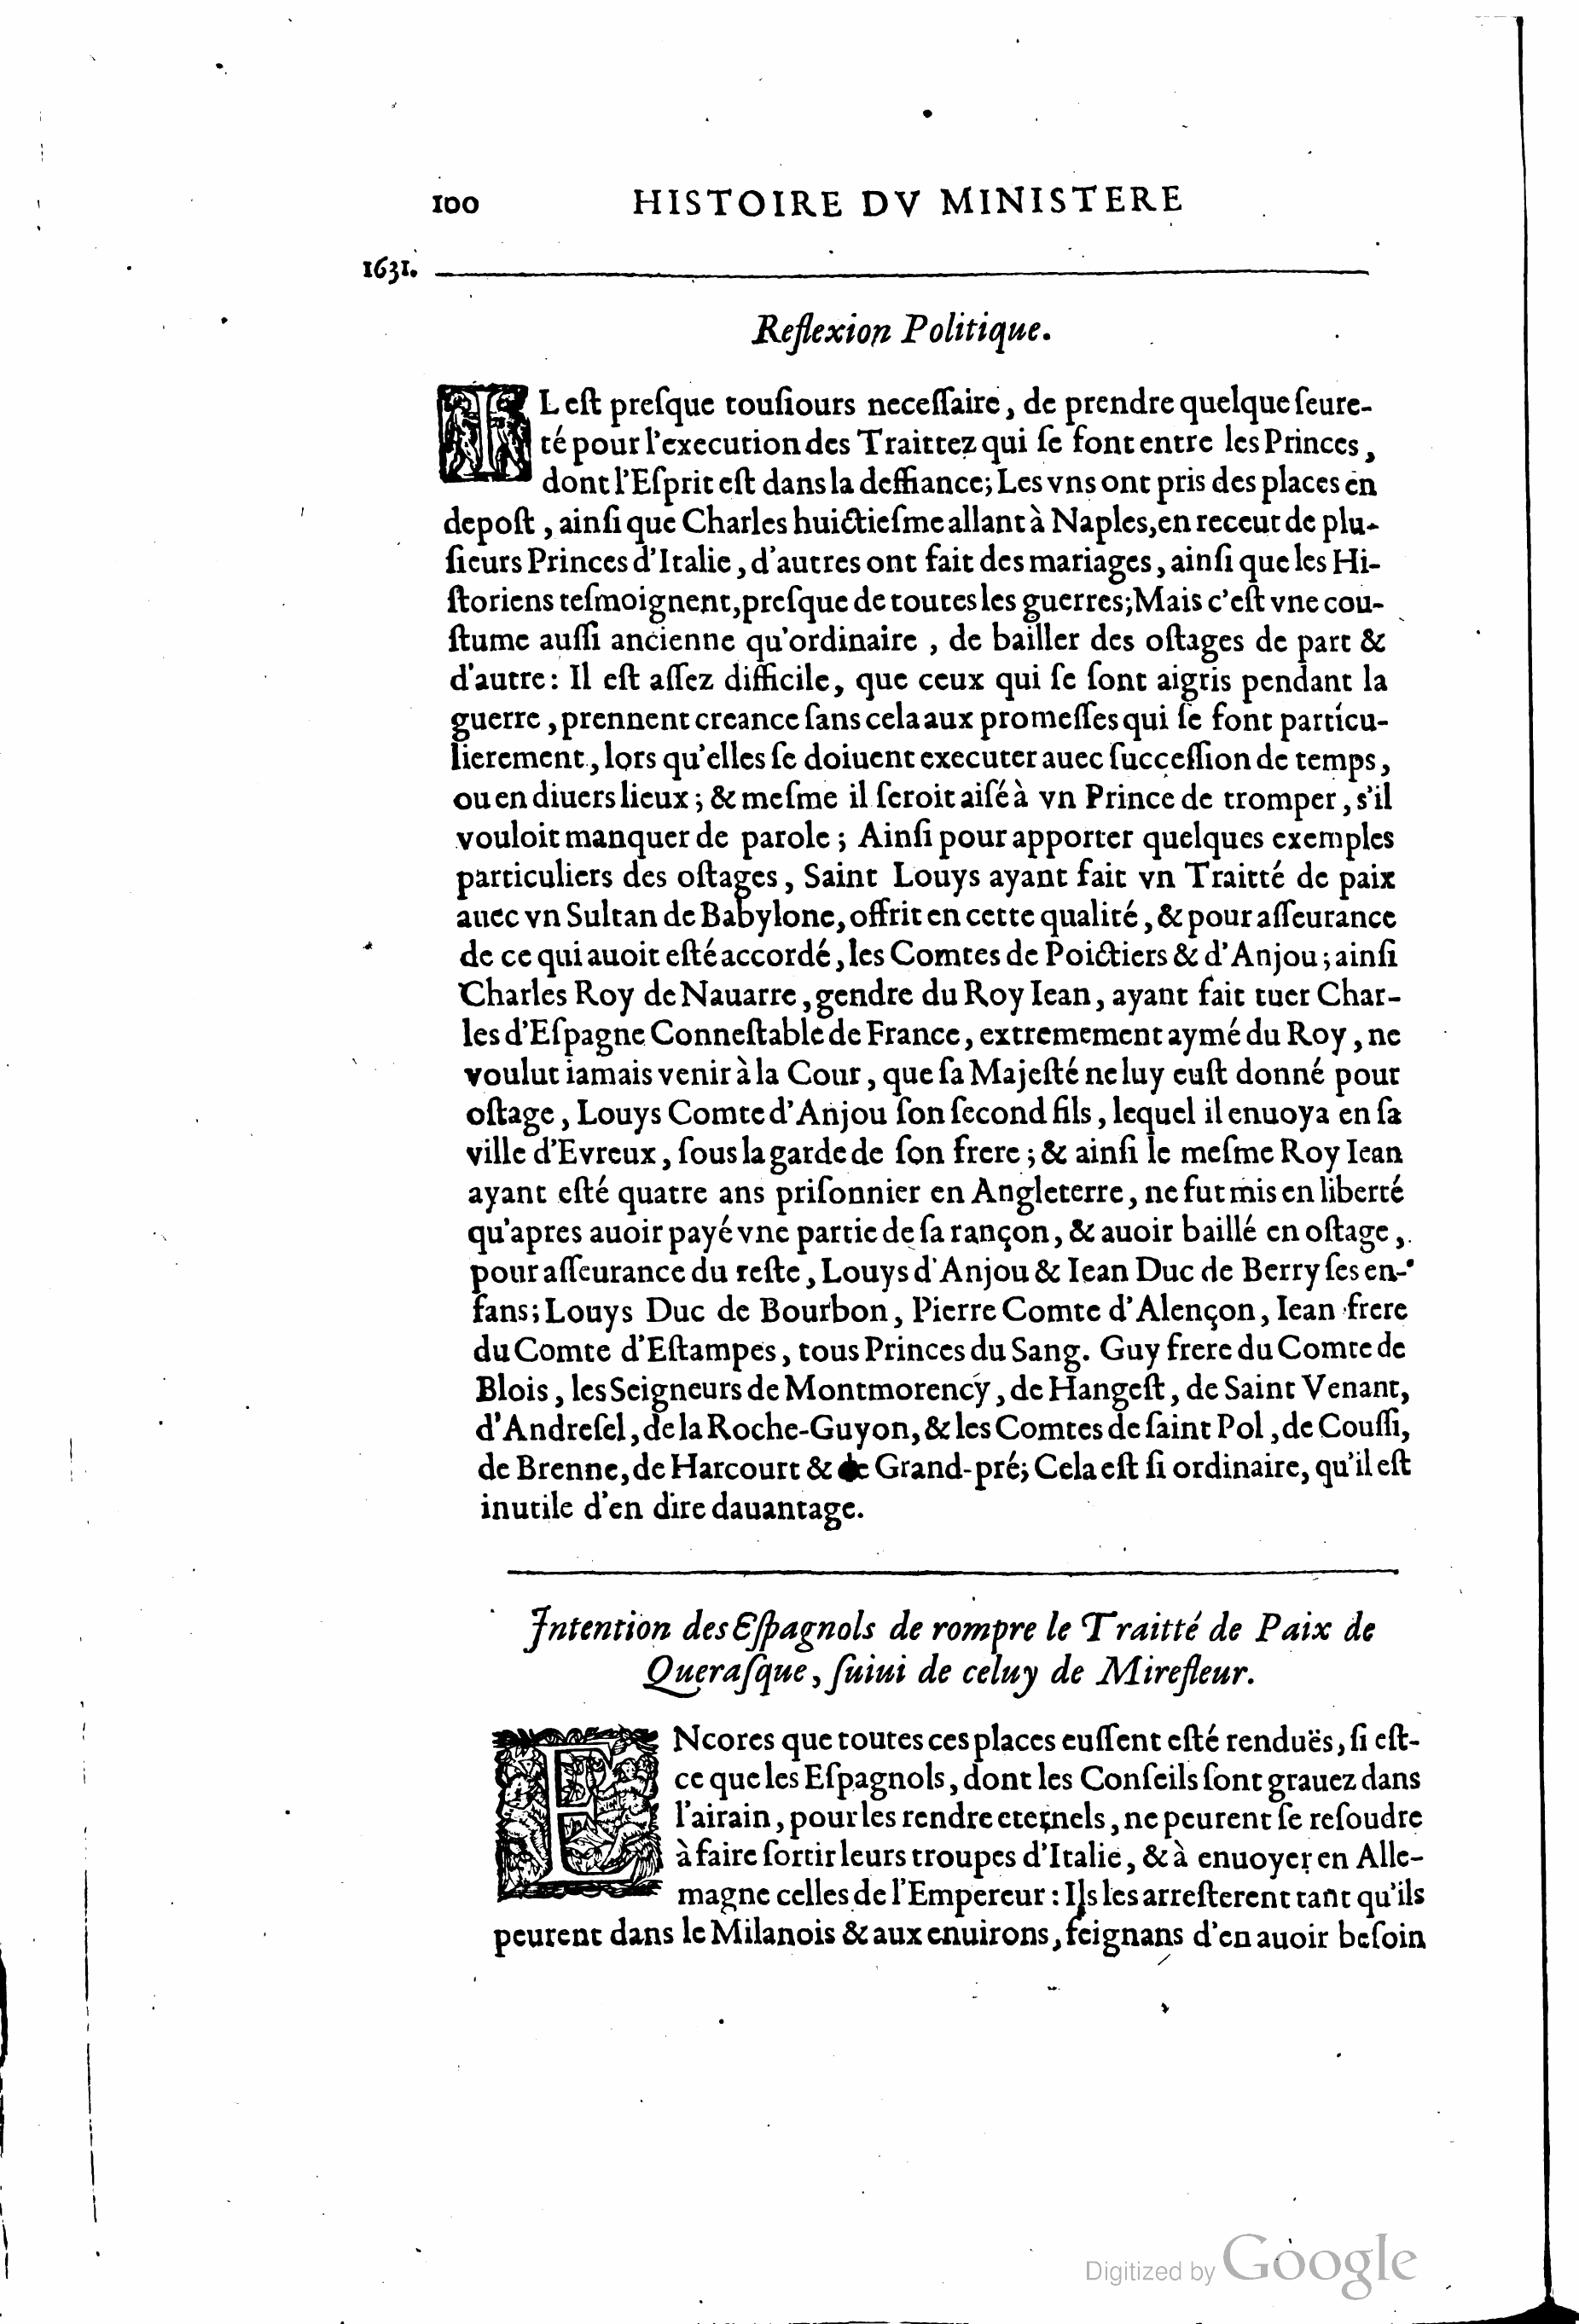 100 HISTOIRE DV MINISTERE
1631.
Reflexion Politique.
IL eſt preſque touſiours neceſſaire, de prendre quelque ſeure-
té pour l'execution des Traittez qui ſe font entre les Princes,
dont l'Eſprit eſt dans la deffiance; Les vns ont pris des places en
depoſt, ainſi que Charles huictieſme allant à Naples, en receut de plu-
ſieurs Princes d'Italie, d'autres ont fait des mariages, ainſi que les Hi-
ſtoriens teſmoignent, preſque de toutes les guerres; Mais c'eſt vne cou-
ſtume auſſi ancienne qu'ordinaire, de bailler des oſtages de part &
d'autre: Il eſt aſſez difficile, que ceux qui ſe ſont aigris pendant la
guerre, prennent creance ſans cela aux promeſſes qui ſe font particu-
lierement, lors qu'elles ſe doiuent executer auec ſucceſſion de temps,
ou en diuers lieux; & meſme il ſeroit aiſé à vn Prince de tromper, s'il
vouloit manquer de parole; Ainſi pour apporter quelques exemples
particuliers des oſtages, Saint Louys ayant fait vn Traitté de paix
auec vn Sultan de Babylone, offrit en cette qualité, & pour aſſeurance
de ce qui auoit eſté accordé, les Comtes de Poictiers & d'Anjou; ainſi
Charles Roy de Nauarre, gendre du Roy Iean, ayant fait tuer Char-
les d'Eſpagne Conneſtable de France, extremement aymé du Roy, ne
voulut iamais venir à la Cour, que ſa Majeſté ne luy euſt donné pour
oſtage, Louys Comte d'Anjou ſon ſecond fils, lequel il enuoya en ſa
ville d'Evreux, ſous la garde de ſon frere; & ainſi le meſme Roy Iean
ayant eſté quatre ans priſonnier en Angleterre, ne fut mis en liberté
qu'apres auoir payé vne partie de ſa rançon, & auoir baillé en oſtage,
pour aſſeurance du reſte, Louys d'Anjou & Iean Duc de Berry ſes en-
fans; Louys Duc de Bourbon, Pierre Comte d'Alençon, Iean frere
du Comte d'Eſtampes, tous Princes du Sang. Guy frere du Comte de
Blois, les Seigneurs de Montmorency, de Hangeſt, de Saint Venant,
d'Andreſel, de la Roche-Guyon, & les Comtes de ſaint Pol, de Couſſi,
de Brenne, de Harcourt & de Grand-pré; Cela eſt ſi ordinaire, qu'il eſt
inutile d'en dire dauantage.
Intention des Eſpagnols de rompre le Traitté de Paix de
Queraſque, ſuiui de celuy de Mirefleur.
ENcores que toutes ces places euſſent eſté renduës, ſi eſt-
ce que les Eſpagnols, dont les Conſeils ſont grauez dans
l'airain, pour les rendre eternels, ne peurent ſe reſoudre
à faire ſortir leurs troupes d'Italie, & à enuoyer en Alle-
magne celles de l'Empereur: Ils les arreſterent tant qu'ils
peurent dans le Milanois & aux enuirons, feignans d'en auoir beſoin
Digitized by Google